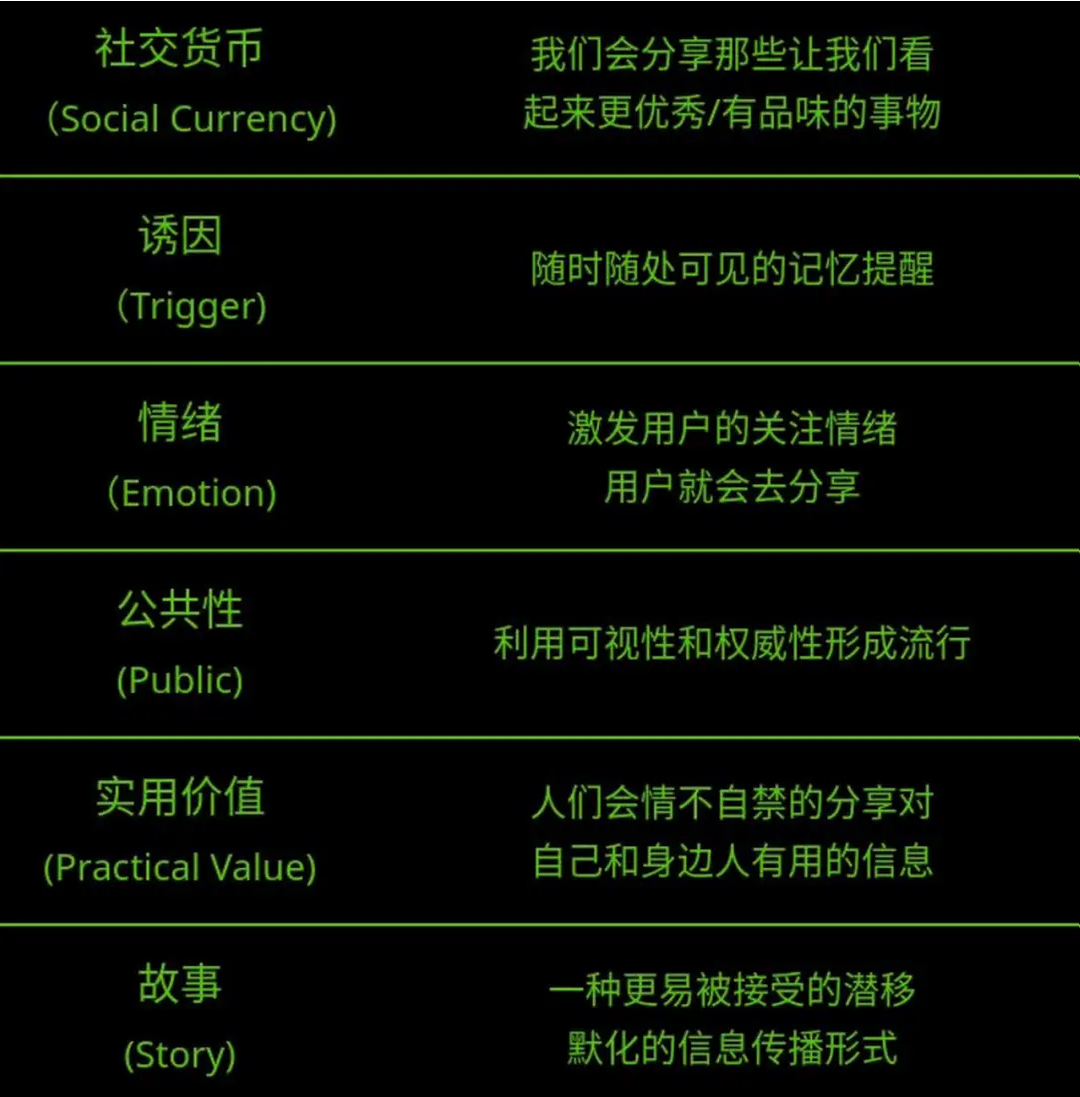 社交货币
（Social Currency)
我们会分享那些让我们看
起来更优秀/有品味的事物
诱因
（Trigger)
随时随处可见的记忆提醒
情绪
（Emotion)
激发用户的关注情绪
用户就会去分享
公共性
(Public)
利用可视性和权威性形成流行
实用价值
(Practical Value)
人们会情不自禁的分享对
自己和身边人有用的信息
故事
(Story)
一种更易被接受的潜移
默化的信息传播形式